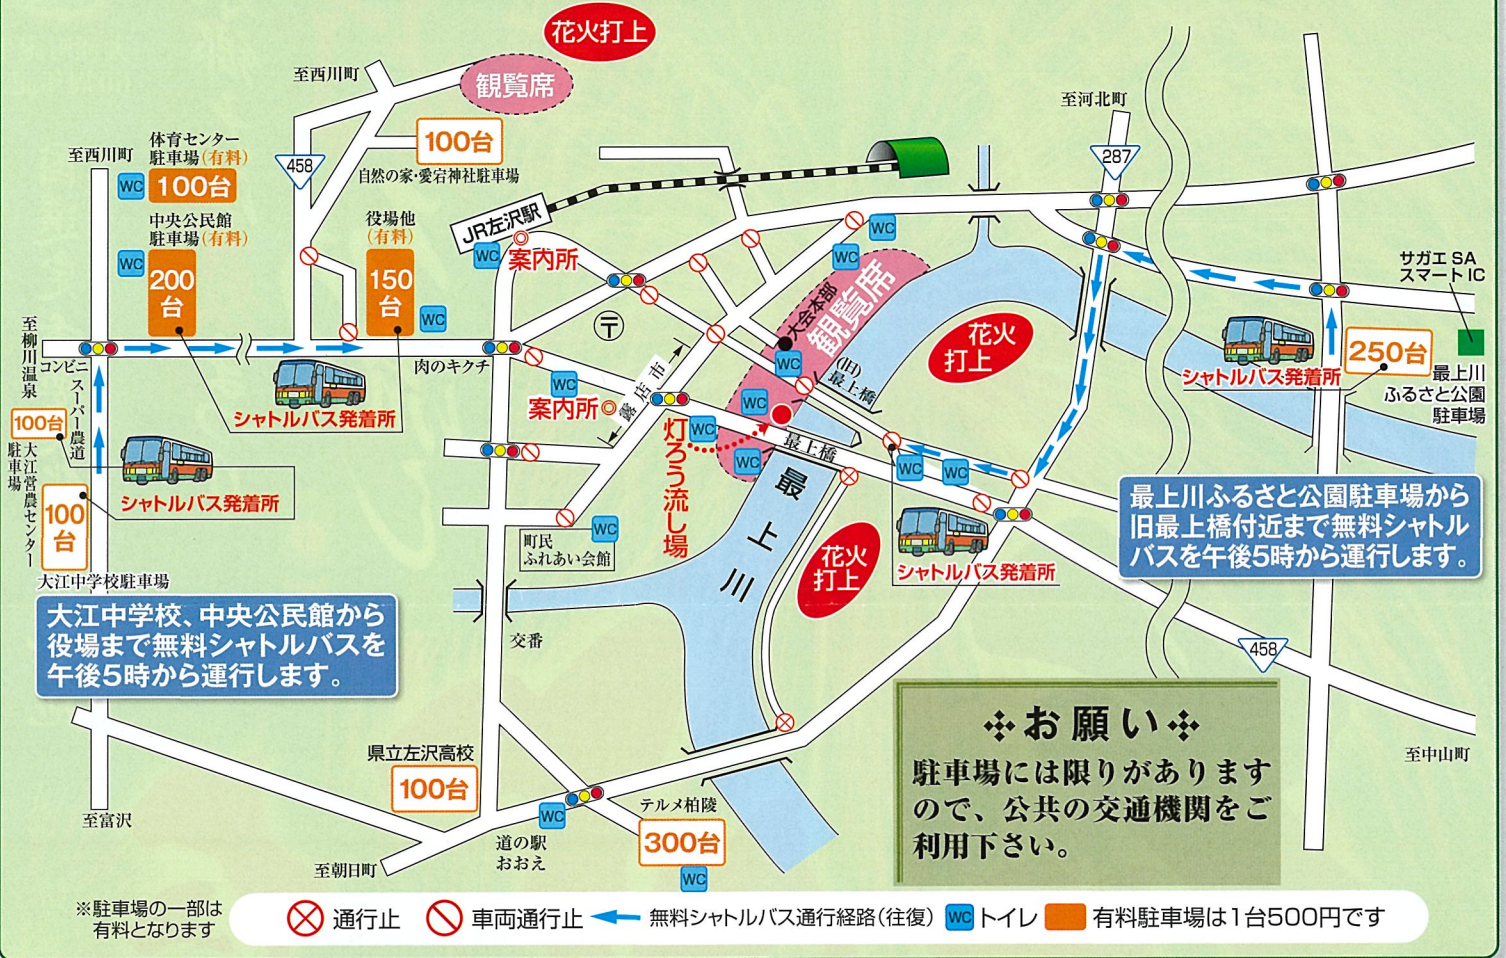 花火打上
観覧席
至西川町
458
100台
自然の家・愛宕神社駐車場
至西川町
体育センター
駐車場(有料)
WC
100台
中央公民館
駐車場(有料)
WC
200
台
役場他
(有料)
150
台
WC
JR左沢駅
WC
案内所
WC
WC
大会本部
観覧席
WC
(旧)
最上橋
花火
打上
至河北町
287
サガエSA
スマートIC
250台
シャトルバス発着所
最上川
ふるさと公園
駐車場
至柳川温泉
コンビニ
スーパー農道
100台
大江営農センター
駐車場
シャトルバス発着所
シャトルバス発着所
100
台
大江中学校駐車場
肉のキクチ
〒
WC
案内所
露店市
WC
WC
WC
灯ろう流し場
最上橋
最上川
WC
WC
シャトルバス発着所
花火
打上
町民
ふれあい会館
WC
交番
最上川ふるさと公園駐車場から
旧最上橋付近まで無料シャトル
バスを午後5時から運行します。
大江中学校、中央公民館から
役場まで無料シャトルバスを
午後5時から運行します。
458
至中山町
❖お願い❖
駐車場には限りがあります
ので、公共の交通機関をご
利用下さい。
県立左沢高校
100台
至富沢
至朝日町
WC
道の駅
おおえ
テルメ柏陵
300台
WC
※駐車場の一部は
有料となります
通行止
車両通行止
無料シャトルバス通行経路(往復)
WC トイレ
有料駐車場は1台500円です